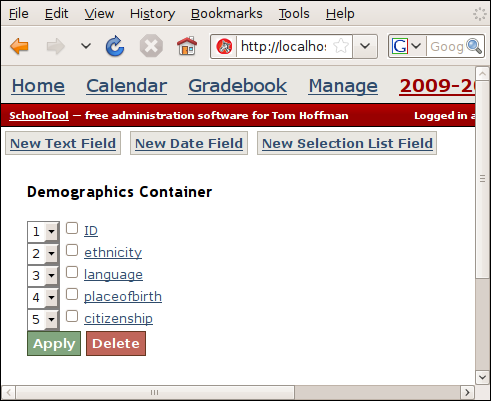 File Edit View History Bookmarks Tools Help
http://localhos Goog
Home Calendar Gradebook Manage 2009-20
SchoolTool — free administration software for Tom Hoffman Logged in a
New Text Field New Date Field New Selection List Field
Demographics Container
1 ID
2 ethnicity
3 language
4 placeofbirth
5 citizenship
Apply Delete